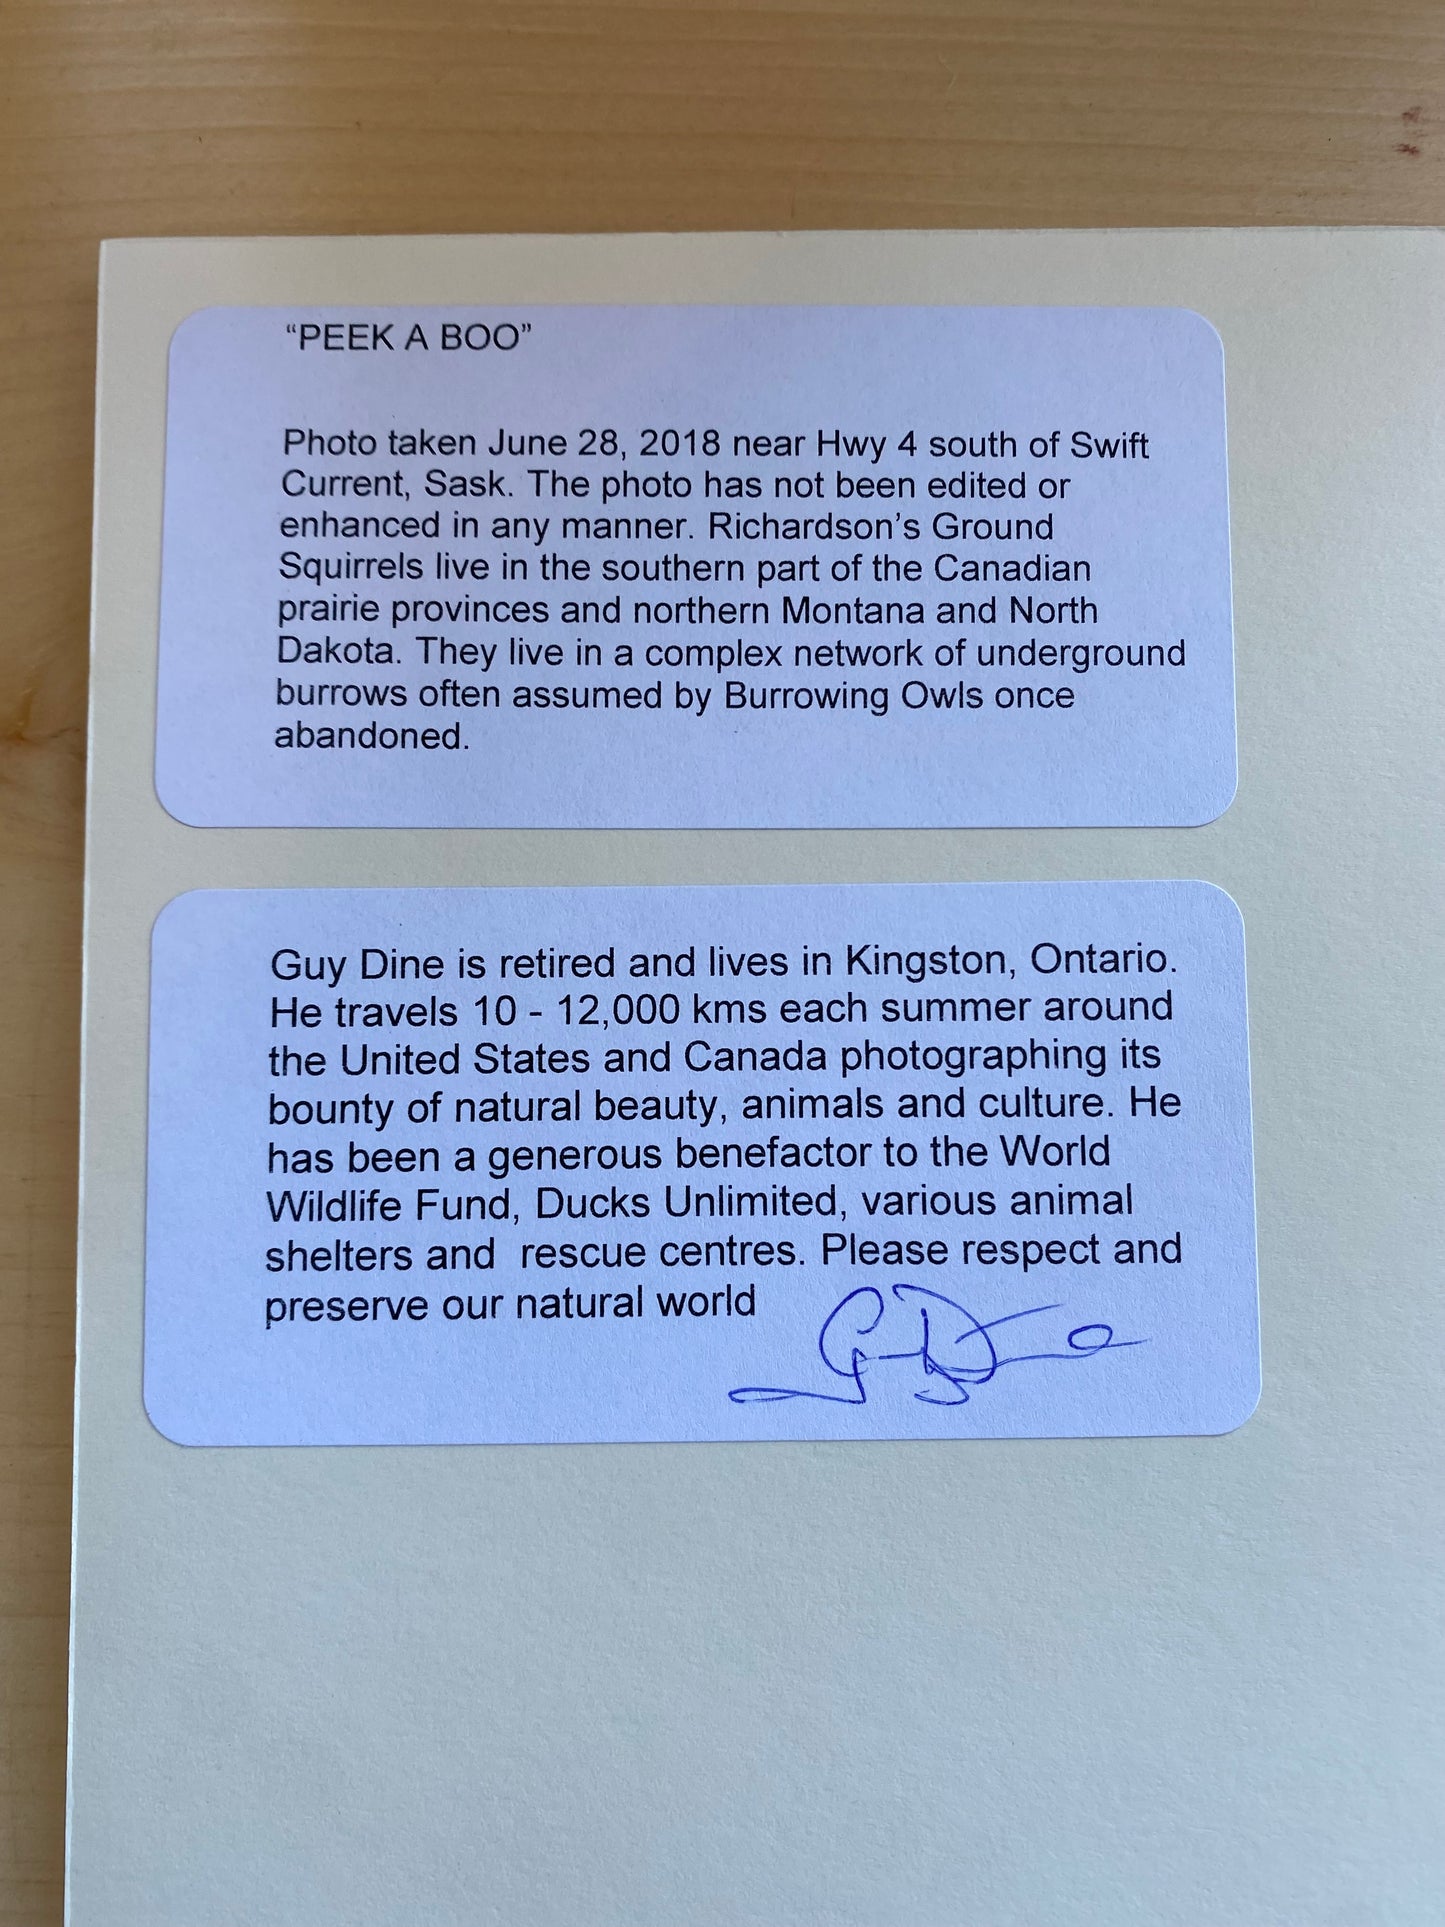 “PEEK A BOO”
Photo taken June 28, 2018 near Hwy 4 south of Swift
Current, Sask. The photo has not been edited or
enhanced in any manner. Richardson’s Ground
Squirrels live in the southern part of the Canadian
prairie provinces and northern Montana and North
Dakota. They live in a complex network of underground
burrows often assumed by Burrowing Owls once
abandoned.
Guy Dine is retired and lives in Kingston, Ontario.
He travels 10 - 12,000 kms each summer around
the United States and Canada photographing its
bounty of natural beauty, animals and culture. He
has been a generous benefactor to the World
Wildlife Fund, Ducks Unlimited, various animal
shelters and  rescue centres. Please respect and
preserve our natural world
Guy Dine